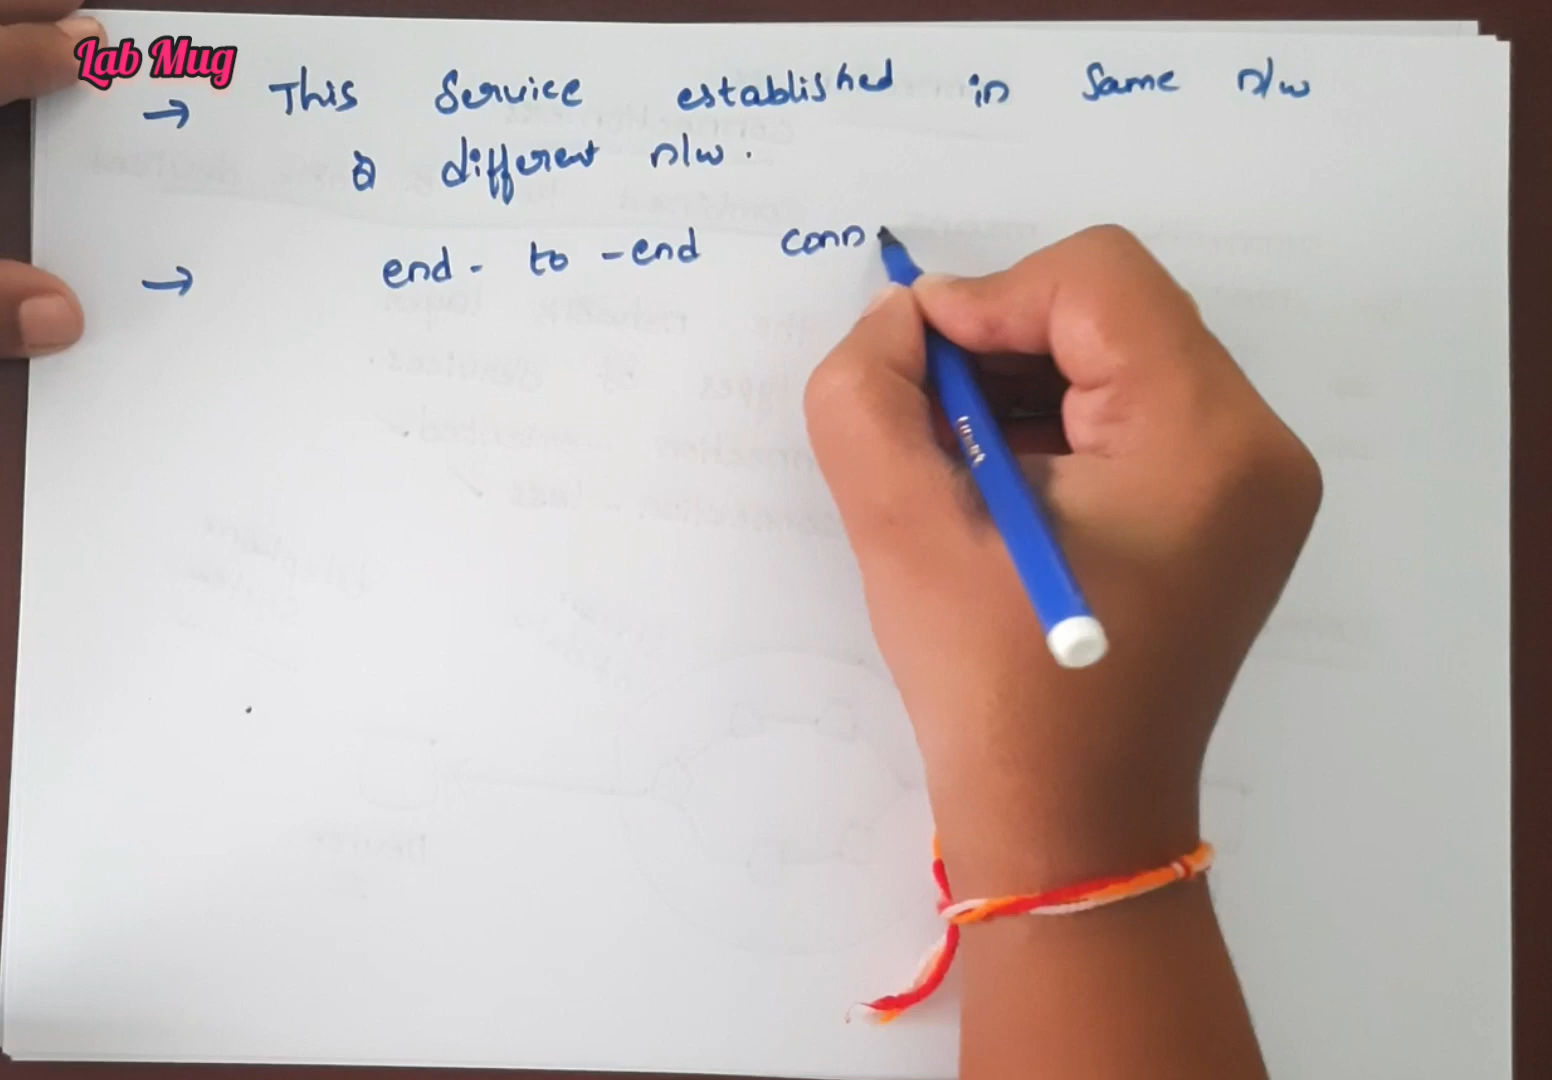 Lab Mug
→ This Service established in same n/w
different n/w.
→ end-to-end conn